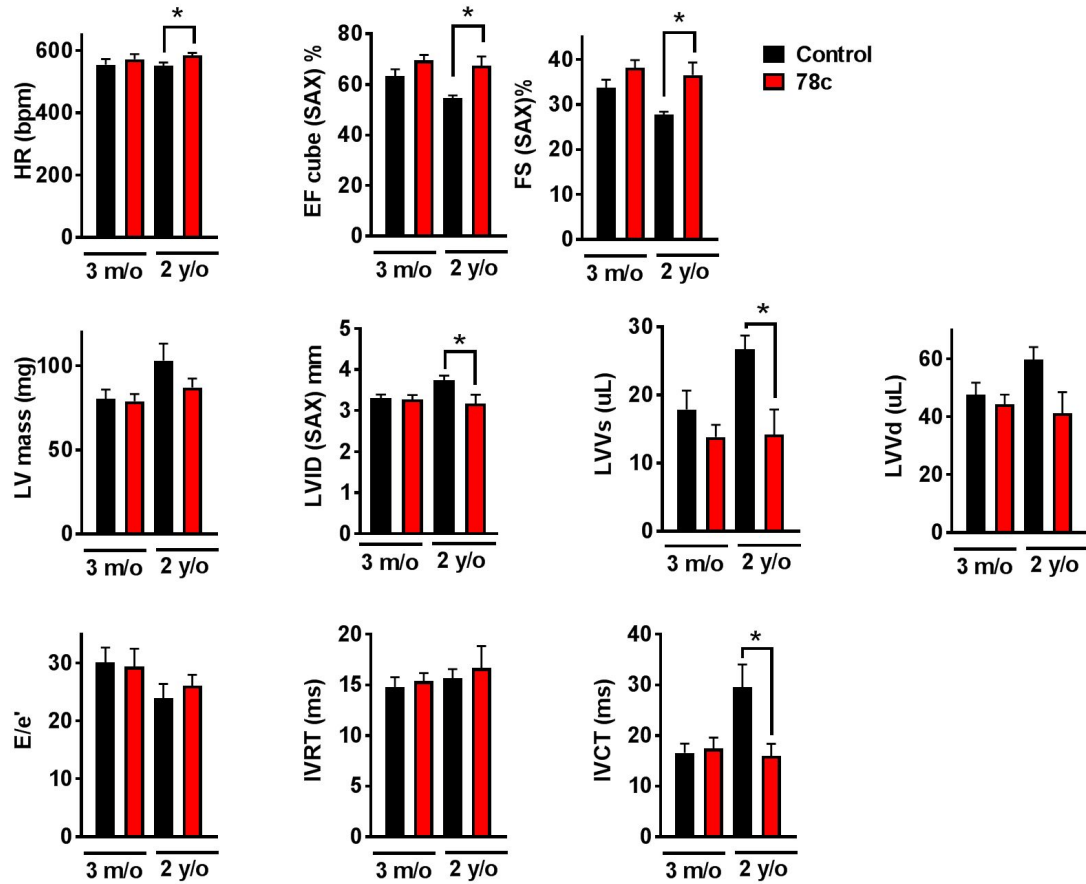 HR (bpm)
600
400
200
0
*
3 m/o 2 y/o
EF cube (SAX) %
80
60
40
20
0
*
3 m/o 2 y/o
FS (SAX)%
40
30
20
10
0
*
3 m/o 2 y/o
Control
78c
LV mass (mg)
100
50
0
3 m/o 2 y/o
LVID (SAX) mm
5
4
3
2
1
0
*
3 m/o 2 y/o
LVVs (uL)
30
20
10
0
*
3 m/o 2 y/o
LVVd (uL)
60
40
20
0
3 m/o 2 y/o
E/e'
30
20
10
0
3 m/o 2 y/o
IVRT (ms)
20
15
10
5
0
3 m/o 2 y/o
IVCT (ms)
40
30
20
10
0
*
3 m/o 2 y/o